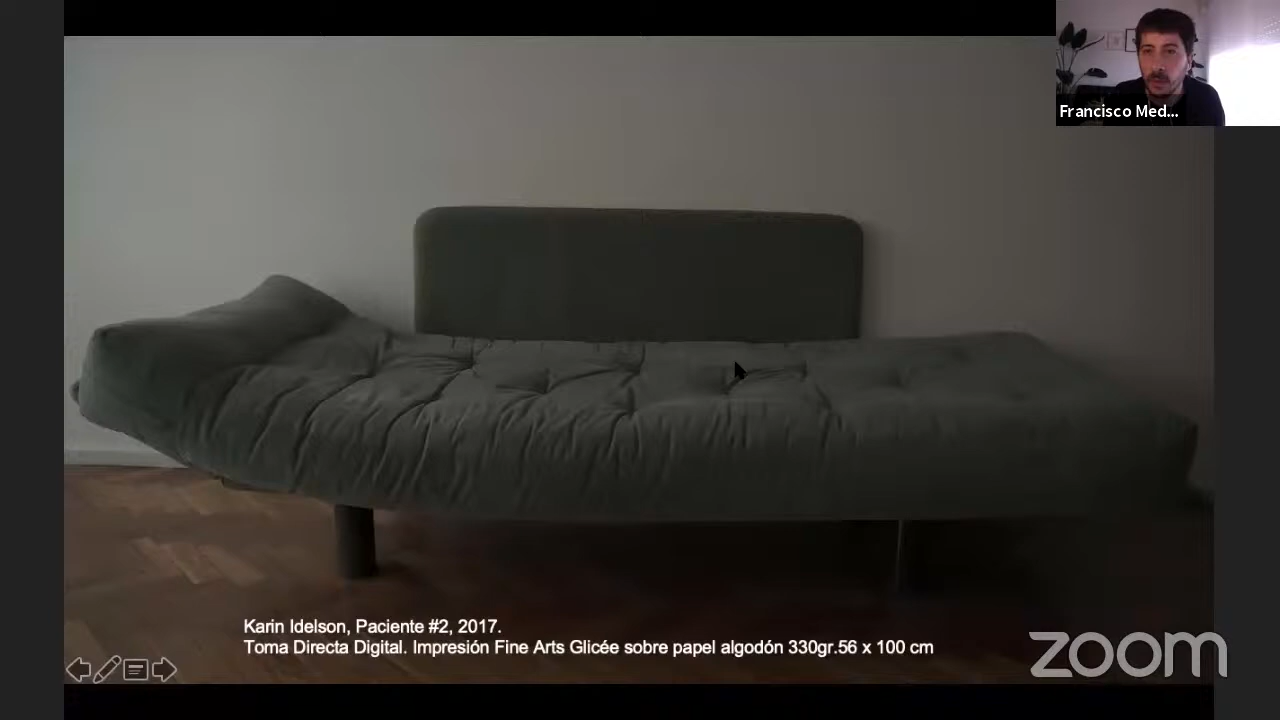 Francisco Med...
Karin Idelson, Paciente #2, 2017.
Toma Directa Digital. Impresión Fine Arts Glicée sobre papel algodón 330gr.56 x 100 cm
zoom